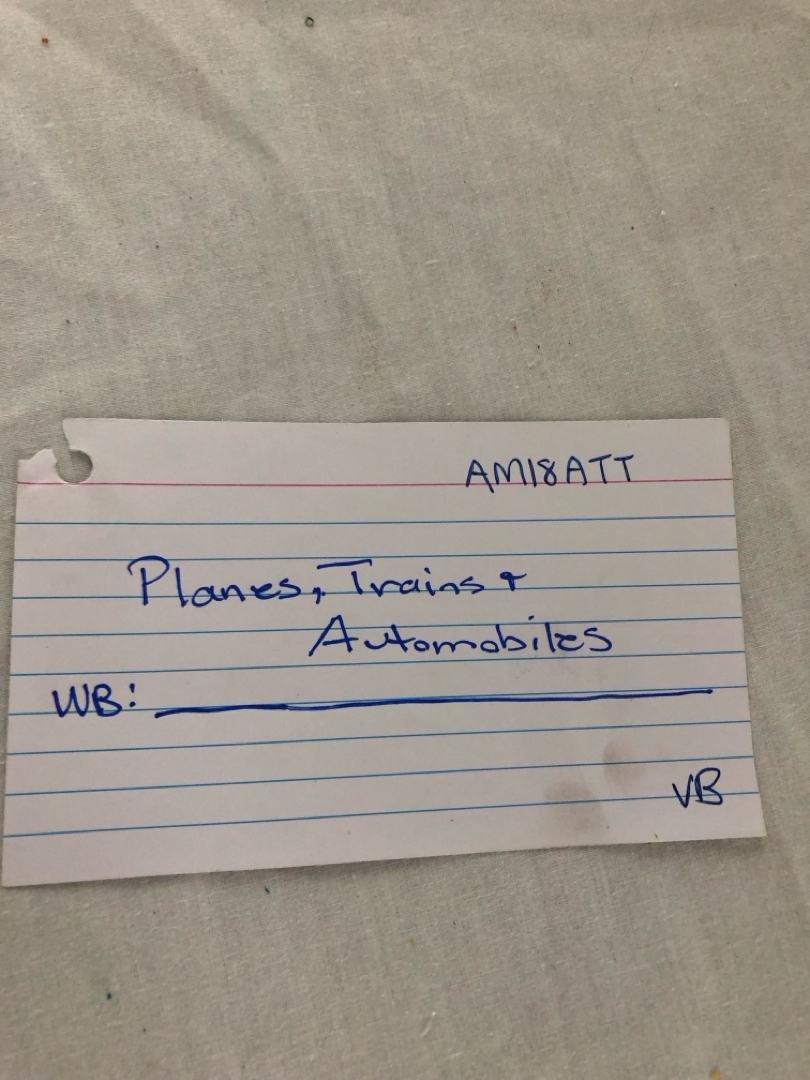 AM18ATT
Planes, Trains +
Automobiles
WB:
VB